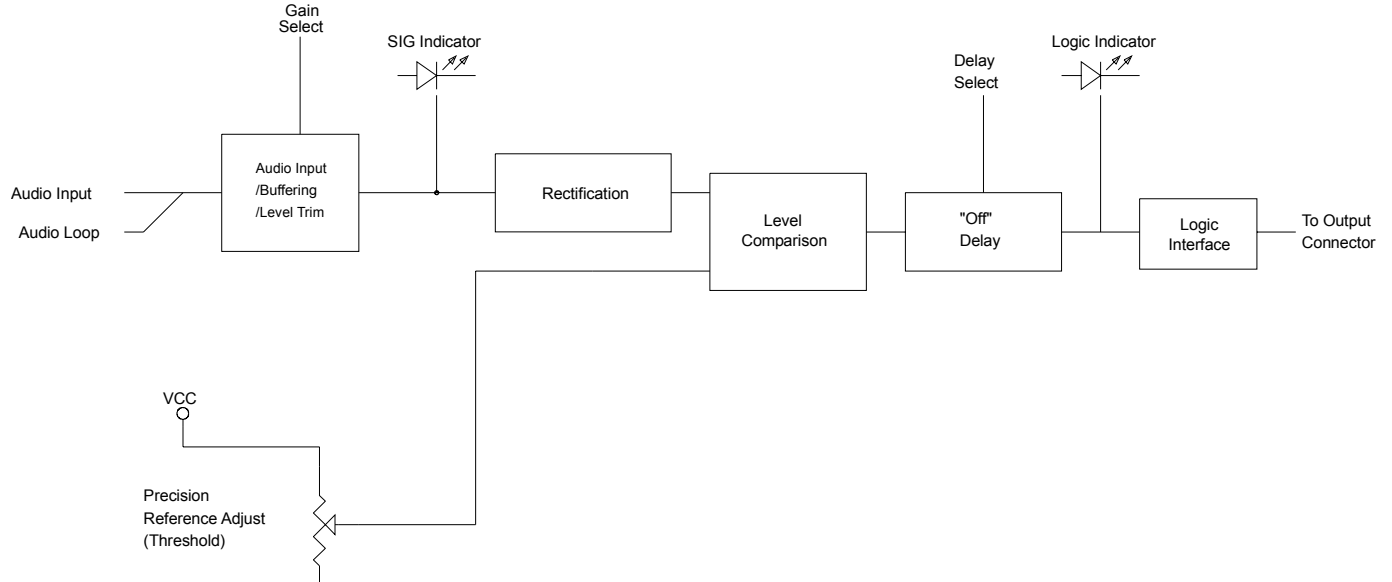 Gain
Select
SIG Indicator
Delay
Select
Logic Indicator
Audio Input
Audio Loop
Audio Input
/Buffering
/Level Trim
Rectification
Level
Comparison
"Off"
Delay
Logic
Interface
To Output
Connector
VCC
Precision
Reference Adjust
(Threshold)